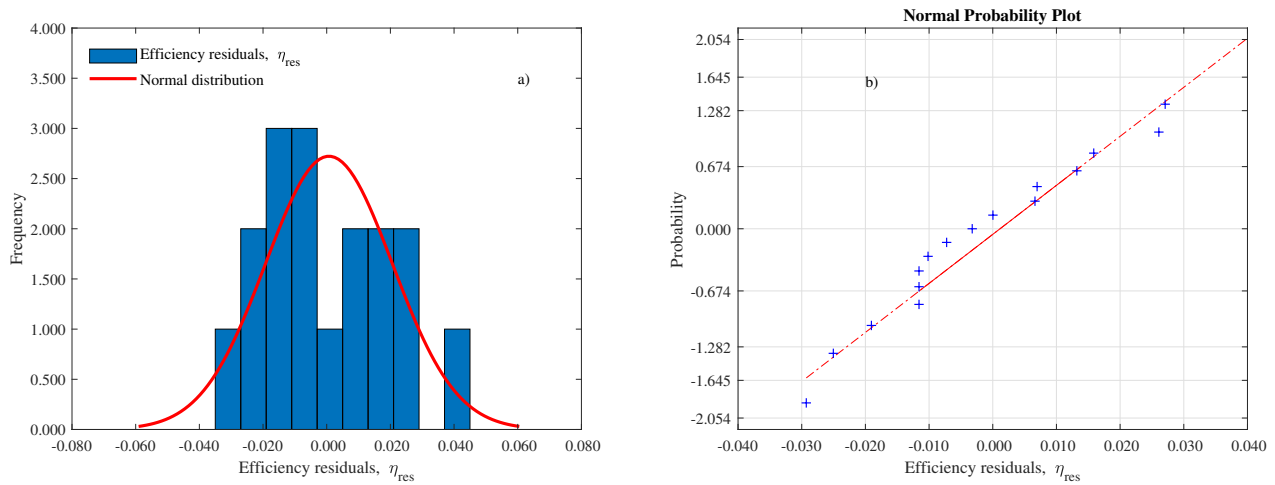 4.000
3.500
3.000
2.500
2.000
1.500
1.000
0.500
0.000
Frequency
Efficiency residuals, η_res
Normal distribution
a)
-0.080 -0.060 -0.040 -0.020 0.000 0.020 0.040 0.060 0.080
Efficiency residuals, η_res
Normal Probability Plot
2.054
1.645
1.282
0.674
0.000
-0.674
-1.282
-1.645
-2.054
Probability
b)
-0.040 -0.030 -0.020 -0.010 0.000 0.010 0.020 0.030 0.040
Efficiency residuals, η_res